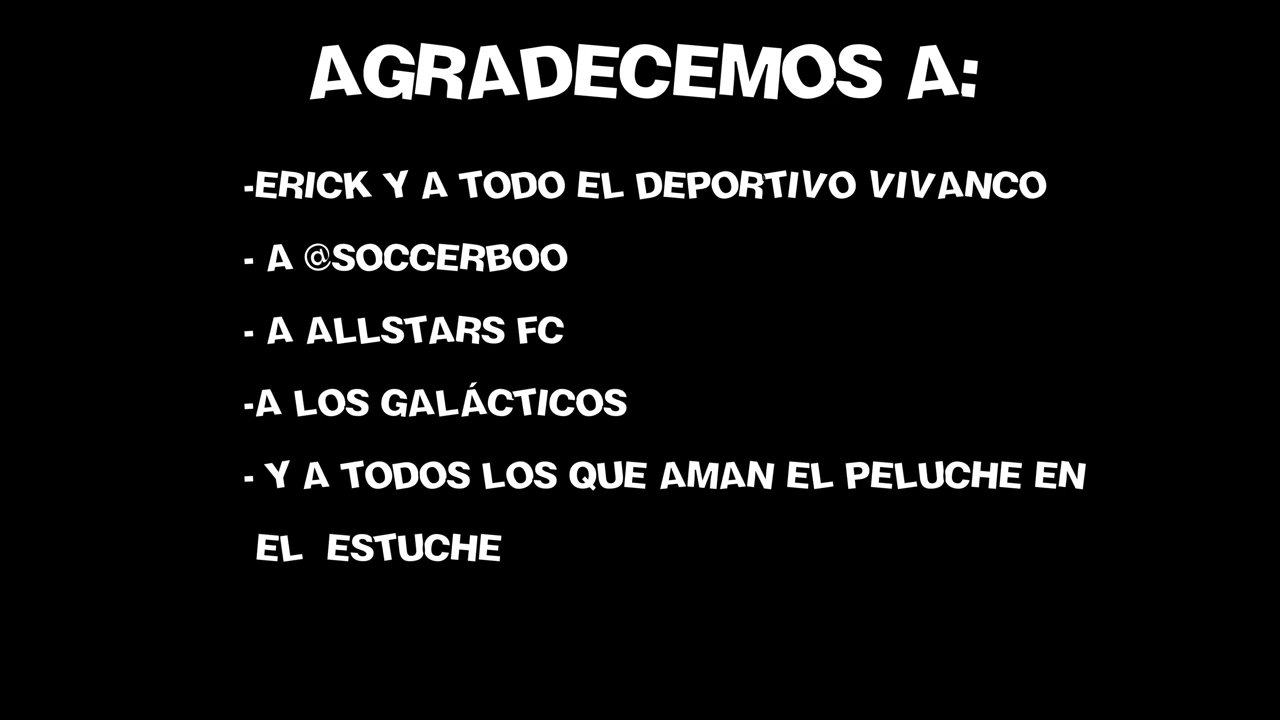 AGRADECEMOS A:
-ERICK Y A TODO EL DEPORTIVO VIVANCO
- A @SOCCERBOO
- A ALLSTARS FC
-A LOS GALÁCTICOS
- Y A TODOS LOS QUE AMAN EL PELUCHE EN
EL ESTUCHE